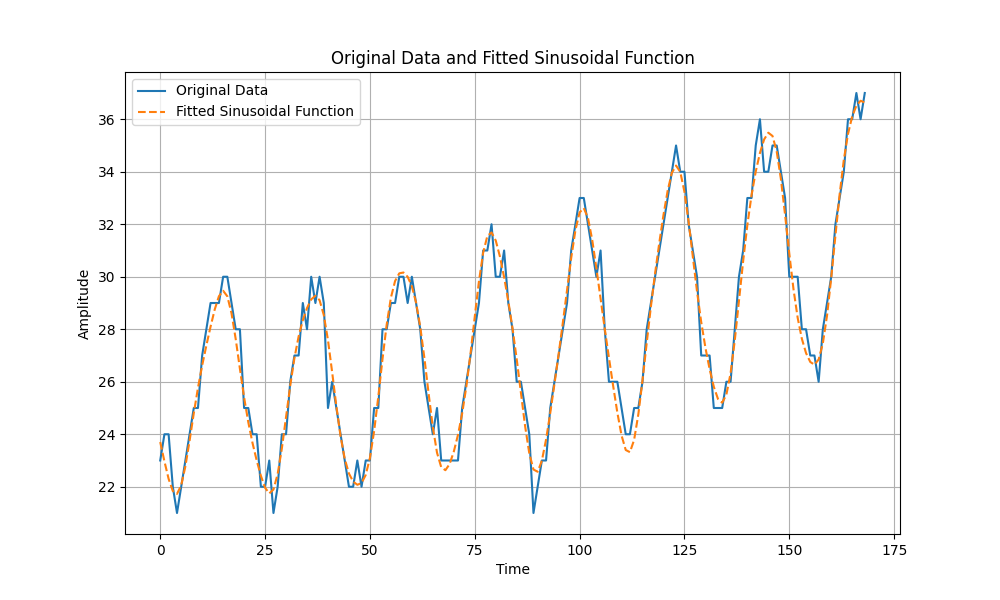 Original Data and Fitted Sinusoidal Function
Original Data
Fitted Sinusoidal Function
Amplitude
36
34
32
30
28
26
24
22
0 25 50 75 100 125 150 175
Time